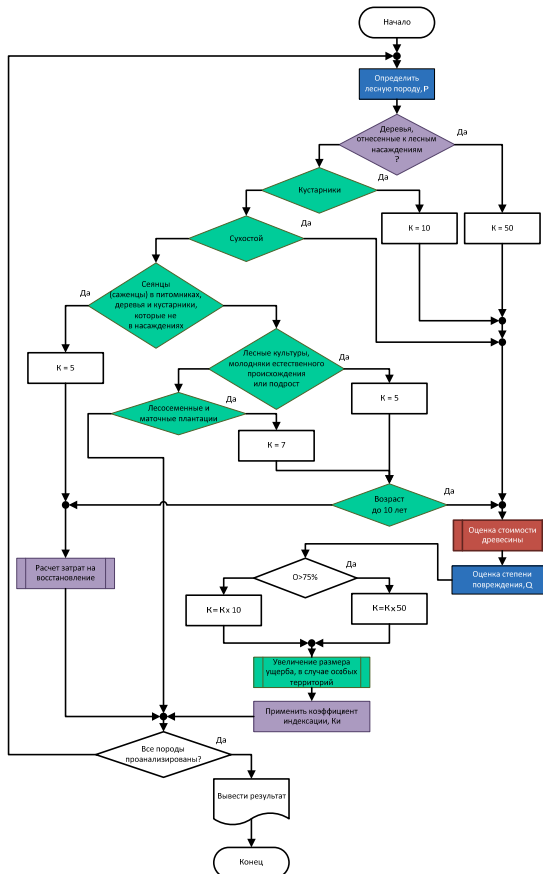 Начало
Определить
лесную породу, P
Деревья,
отнесенные к лесным
насаждениям
?
Да
Кустарники
Да
K = 10
K = 50
Сухостой
Да
Сеянцы
(саженцы) в питомниках,
деревья и кустарники,
которые не
в насаждениях
Да
K = 5
Лесные культуры,
молодняки естественного
происхождения
или подрост
Да
K = 5
Лесосеменные и
маточные плантации
Да
K = 7
Возраст
до 10 лет
Да
Оценка стоимости
древесины
Расчет затрат на
восстановление
O>75%
Да
Оценка степени
повреждения, Q
K=K x 10
K=K x 50
Увеличение размера
ущерба, в случае особых
территорий
Применить коэффициент
индексации, Ки
Все породы
проанализированы?
Да
Вывести результат
Конец